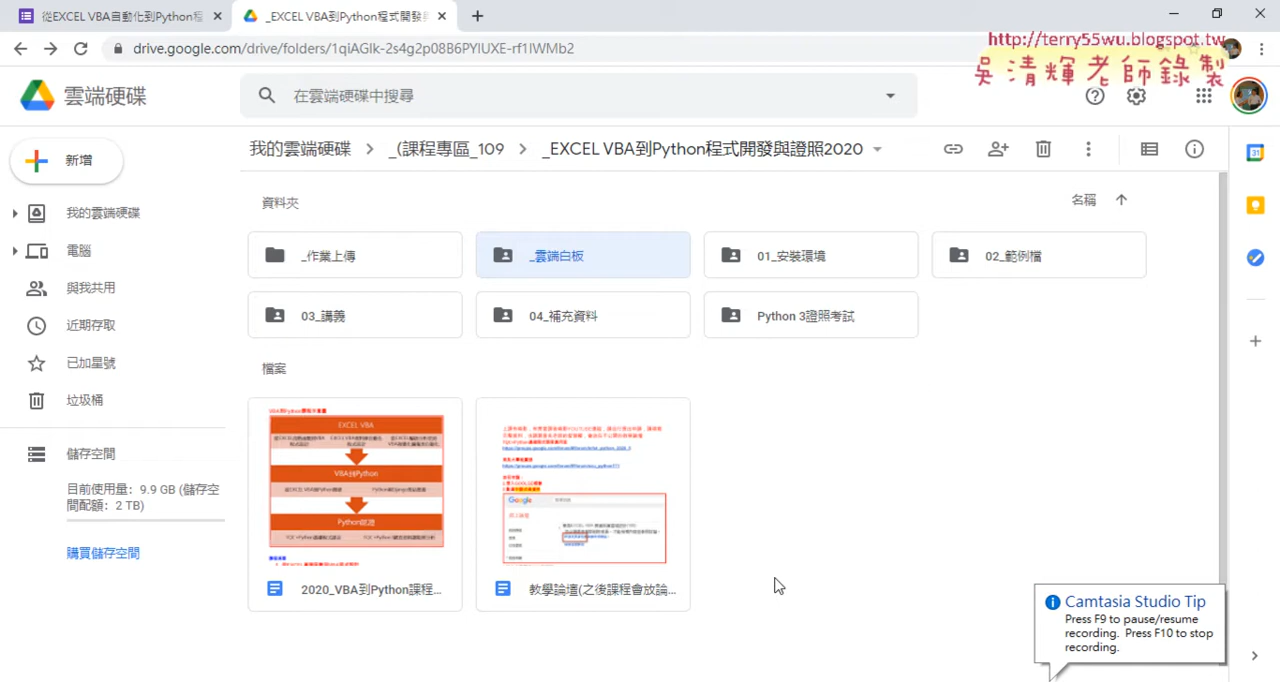 從EXCEL VBA自動化到Python程
_EXCEL VBA到Python程式開發與
drive.google.com/drive/folders/1qiAGlk-2s4g2p08B6PYlUXE-rf1IWMb2
http://terry55wu.blogspot.tw
吳清輝老師錄製
雲端硬碟
在雲端硬碟中搜尋
新增
我的雲端硬碟
_(課程專區_109
_EXCEL VBA到Python程式開發與證照2020
31
資料夾
名稱
我的雲端硬碟
電腦
與我共用
近期存取
已加星號
垃圾桶
儲存空間
目前使用量：9.9 GB (儲存空
間配額：2 TB)
購買儲存空間
_作業上傳
_雲端白板
01_安裝環境
02_範例檔
03_講義
04_補充資料
Python 3證照考試
檔案
EXCEL VBA
VBA到Python
Python認證
Google
2020_VBA到Python課程...
教學論壇(之後課程會放論...
Camtasia Studio Tip
Press F9 to pause/resume
recording. Press F10 to stop
recording.